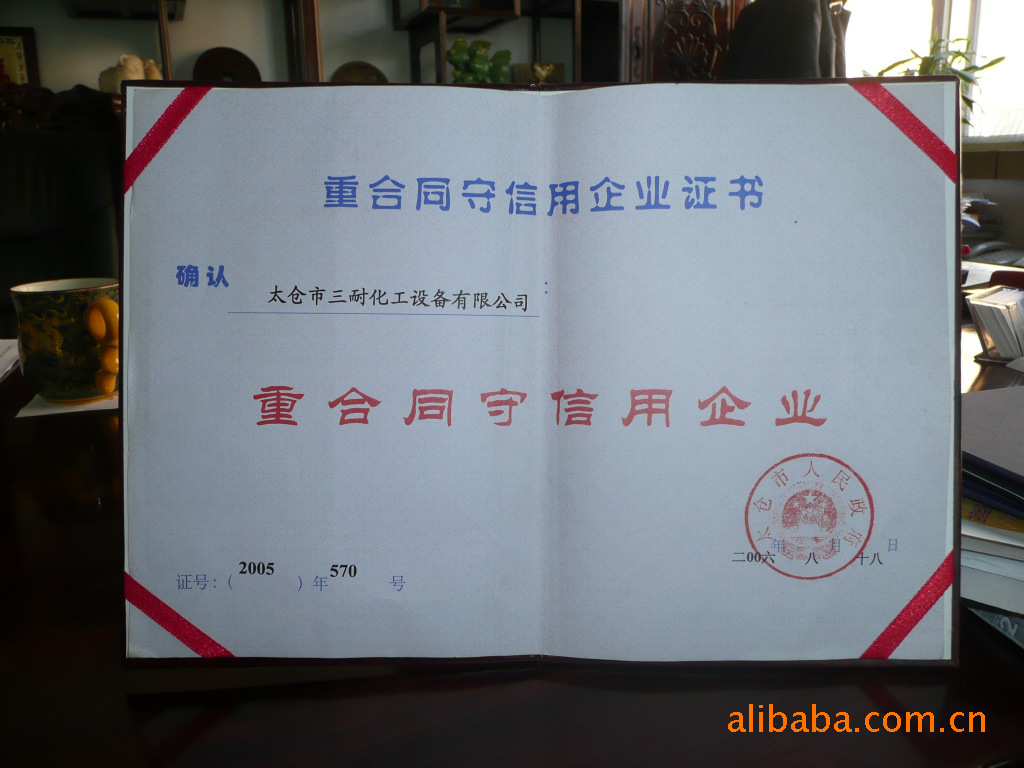 重合同守信用企业证书
确认
太仓市三耐化工设备有限公司:
重合同守信用企业
太仓市人民政府
年 月 日
二00六 八 十八
证号:( 2005 ) 年 570 号
alibaba.com.cn